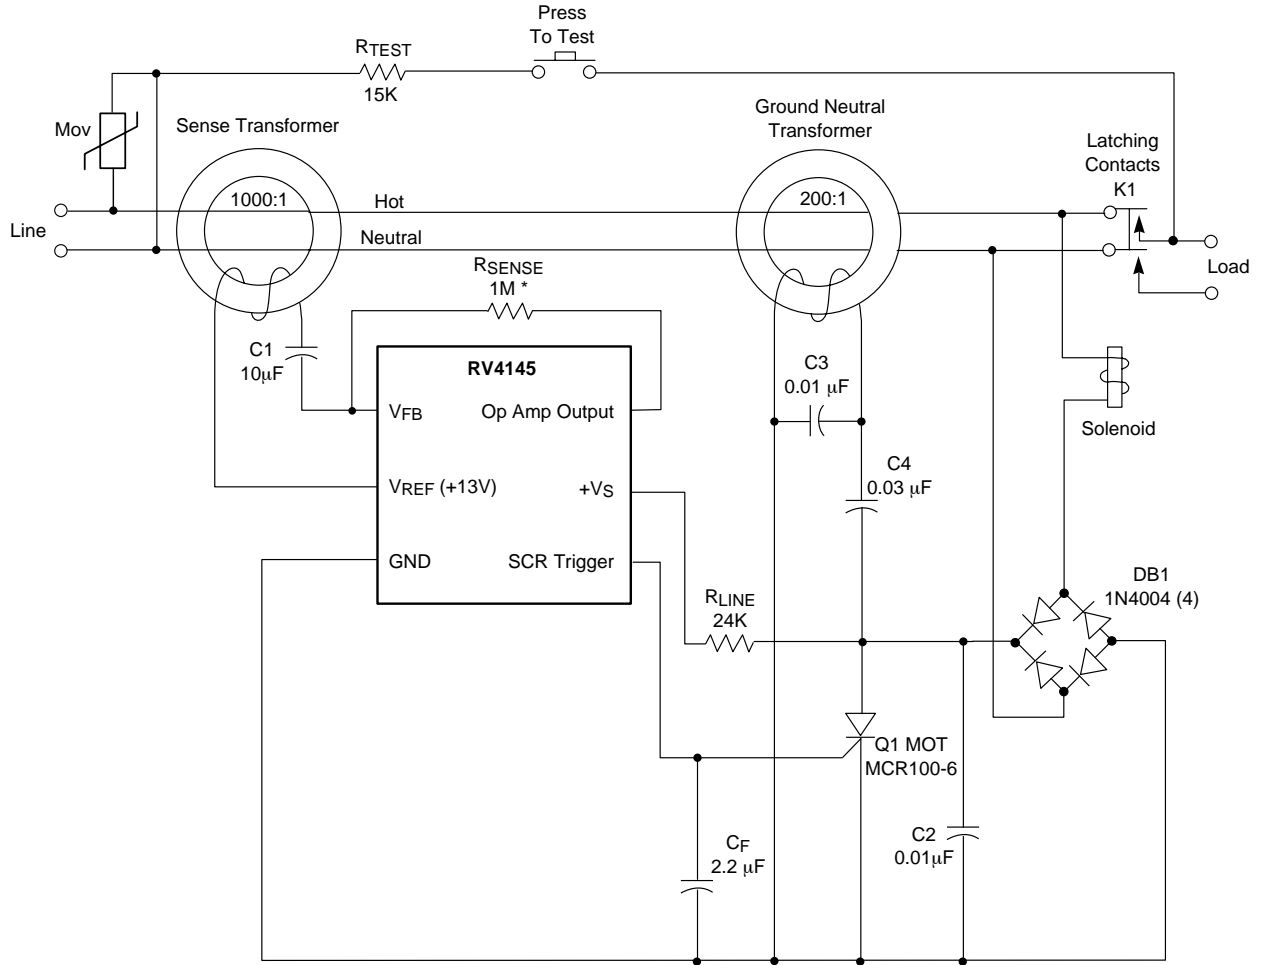 Press
To Test
RTEST
15K
Mov
Sense Transformer
Ground Neutral
Transformer
Latching
Contacts
K1
1000:1
200:1
Hot
Line
Neutral
Load
RSENSE
1M *
C1
10μF
RV4145
VFB
Op Amp Output
VREF (+13V)
+VS
GND
SCR Trigger
C3
0.01 μF
Solenoid
C4
0.03 μF
RLINE
24K
DB1
1N4004 (4)
Q1 MOT
MCR100-6
CF
2.2 μF
C2
0.01μF